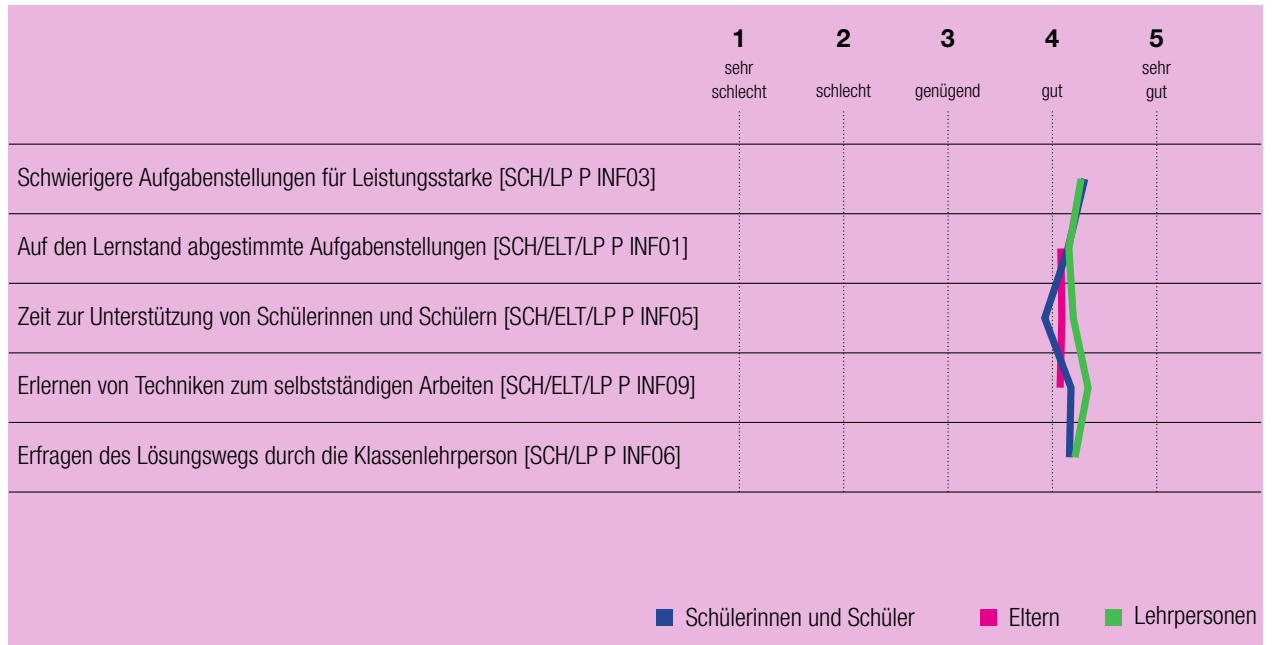 1 2 3 4 5
sehr schlecht schlecht genügend gut sehr gut
Schwierigere Aufgabenstellungen für Leistungsstarke [SCH/LP P INF03]
Auf den Lernstand abgestimmte Aufgabenstellungen [SCH/ELT/LP P INF01]
Zeit zur Unterstützung von Schülerinnen und Schülern [SCH/ELT/LP P INF05]
Erlernen von Techniken zum selbstständigen Arbeiten [SCH/ELT/LP P INF09]
Erfragen des Lösungswegs durch die Klassenlehrperson [SCH/LP P INF06]
Schülerinnen und Schüler Eltern Lehrpersonen